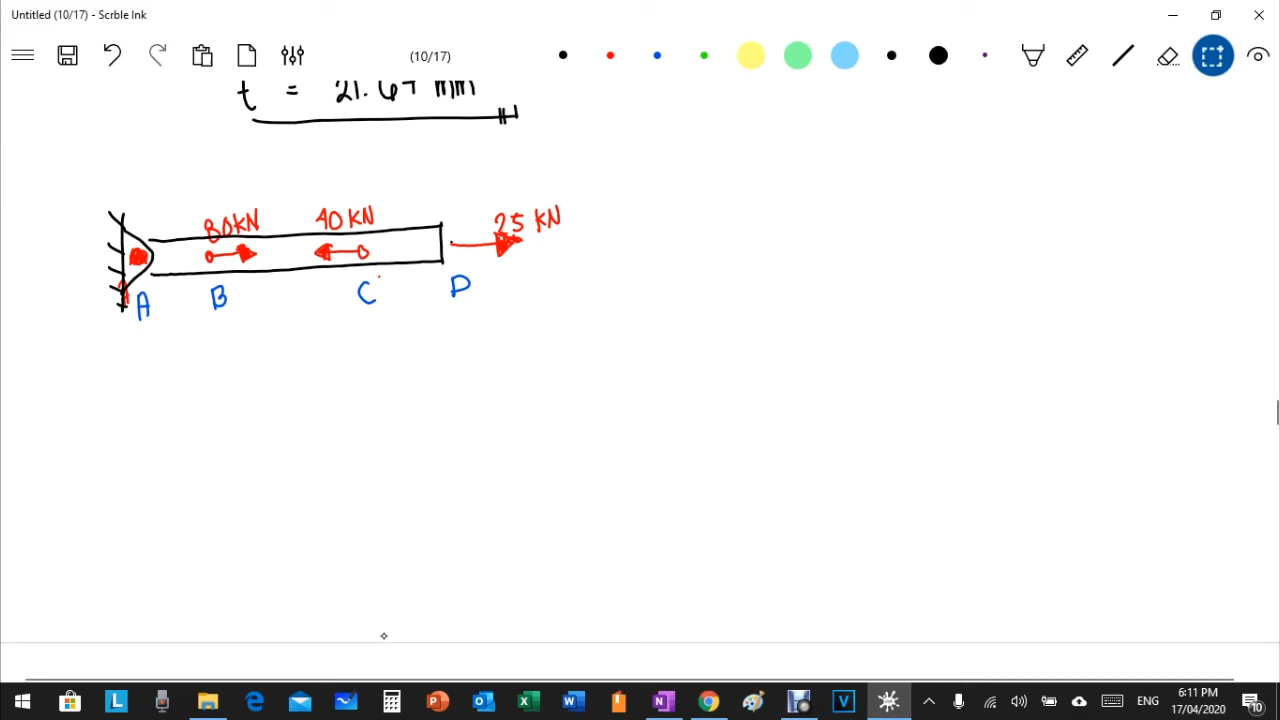 Untitled (10/17) - Scrble Ink
(10/17)
t = 21.67 mm
80KN 40 KN 25 KN
A B C D
ENG
6:11 PM
17/04/2020
10